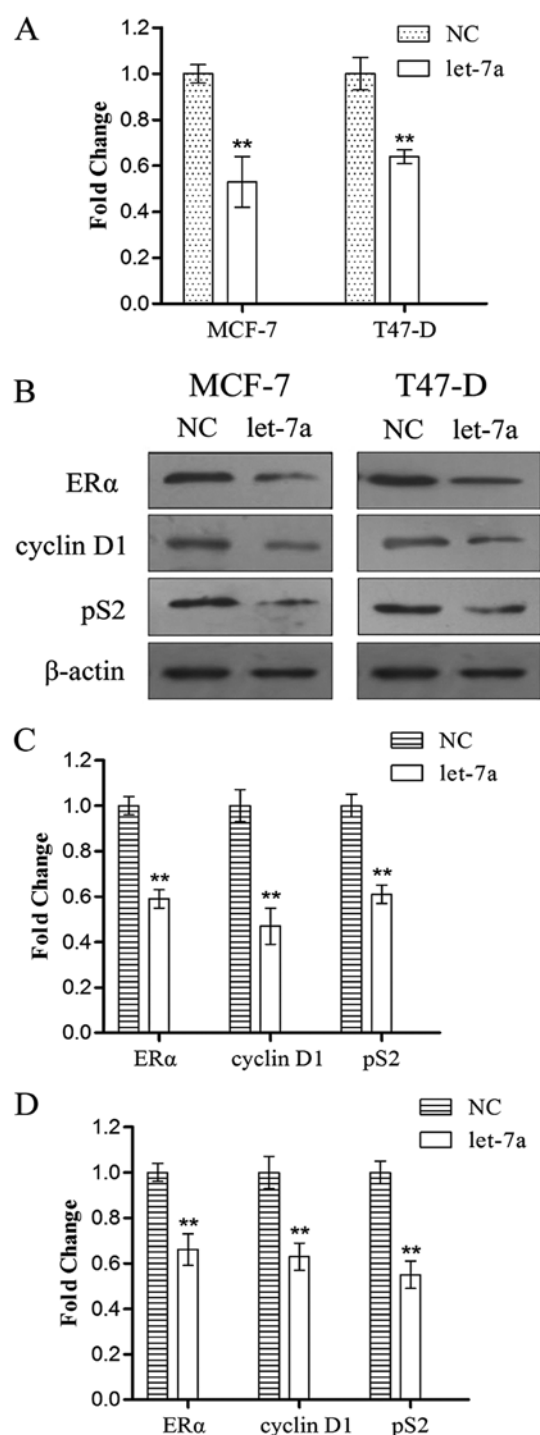 A
1.2
1.0
0.8
0.6
0.4
0.2
0.0
Fold Change
NC
let-7a
**
**
MCF-7
T47-D
B
MCF-7
T47-D
NC
let-7a
NC
let-7a
ERα
cyclin D1
pS2
β-actin
C
1.2
1.0
0.8
0.6
0.4
0.2
0.0
Fold Change
NC
let-7a
**
**
**
ERα
cyclin D1
pS2
D
1.2
1.0
0.8
0.6
0.4
0.2
0.0
Fold Change
NC
let-7a
**
**
**
ERα
cyclin D1
pS2